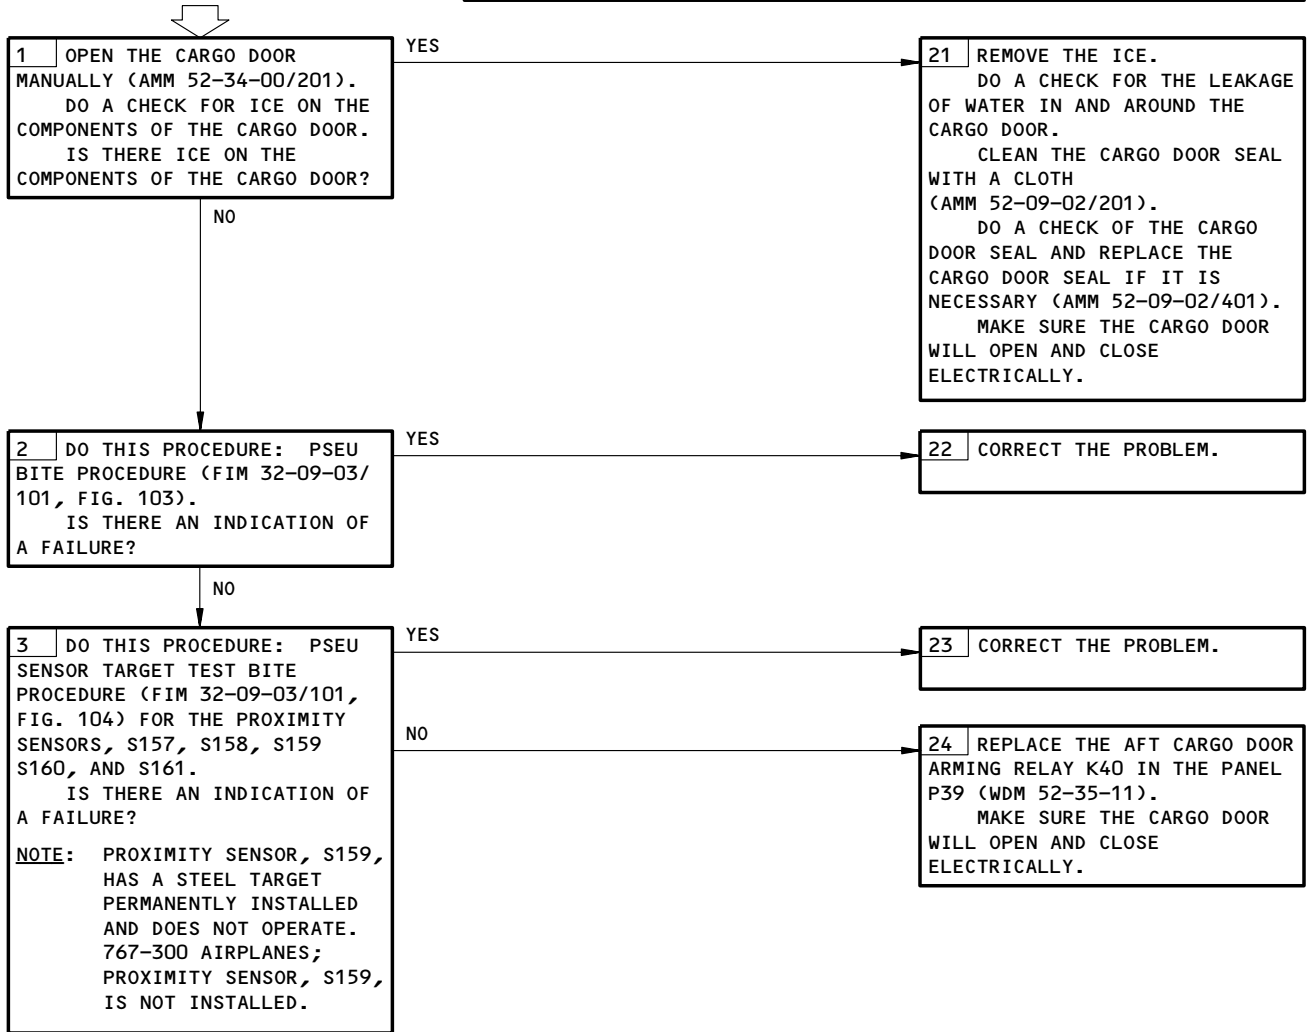 1 OPEN THE CARGO DOOR
MANUALLY (AMM 52-34-00/201).
DO A CHECK FOR ICE ON THE
COMPONENTS OF THE CARGO DOOR.
IS THERE ICE ON THE
COMPONENTS OF THE CARGO DOOR?
YES
NO
21 REMOVE THE ICE.
DO A CHECK FOR THE LEAKAGE
OF WATER IN AND AROUND THE
CARGO DOOR.
CLEAN THE CARGO DOOR SEAL
WITH A CLOTH
(AMM 52-09-02/201).
DO A CHECK OF THE CARGO
DOOR SEAL AND REPLACE THE
CARGO DOOR SEAL IF IT IS
NECESSARY (AMM 52-09-02/401).
MAKE SURE THE CARGO DOOR
WILL OPEN AND CLOSE
ELECTRICALLY.
2 DO THIS PROCEDURE: PSEU
BITE PROCEDURE (FIM 32-09-03/
101, FIG. 103).
IS THERE AN INDICATION OF
A FAILURE?
YES
NO
22 CORRECT THE PROBLEM.
3 DO THIS PROCEDURE: PSEU
SENSOR TARGET TEST BITE
PROCEDURE (FIM 32-09-03/101,
FIG. 104) FOR THE PROXIMITY
SENSORS, S157, S158, S159
S160, AND S161.
IS THERE AN INDICATION OF
A FAILURE?
NOTE: PROXIMITY SENSOR, S159,
HAS A STEEL TARGET
PERMANENTLY INSTALLED
AND DOES NOT OPERATE.
767-300 AIRPLANES;
PROXIMITY SENSOR, S159,
IS NOT INSTALLED.
YES
23 CORRECT THE PROBLEM.
NO
24 REPLACE THE AFT CARGO DOOR
ARMING RELAY K40 IN THE PANEL
P39 (WDM 52-35-11).
MAKE SURE THE CARGO DOOR
WILL OPEN AND CLOSE
ELECTRICALLY.